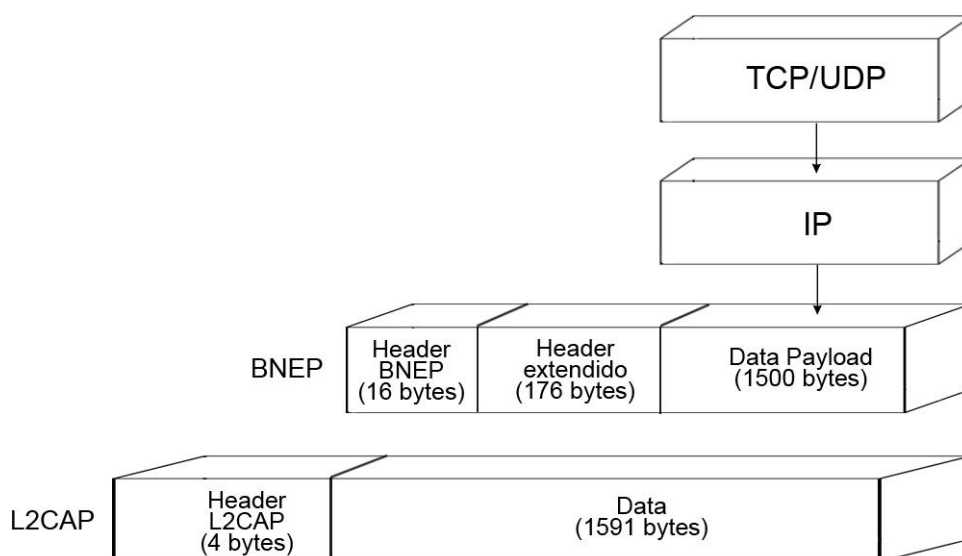 TCP/UDP
IP
BNEP
Header
BNEP
(16 bytes)
Header
extendido
(176 bytes)
Data Payload
(1500 bytes)
L2CAP
Header
L2CAP
(4 bytes)
Data
(1591 bytes)